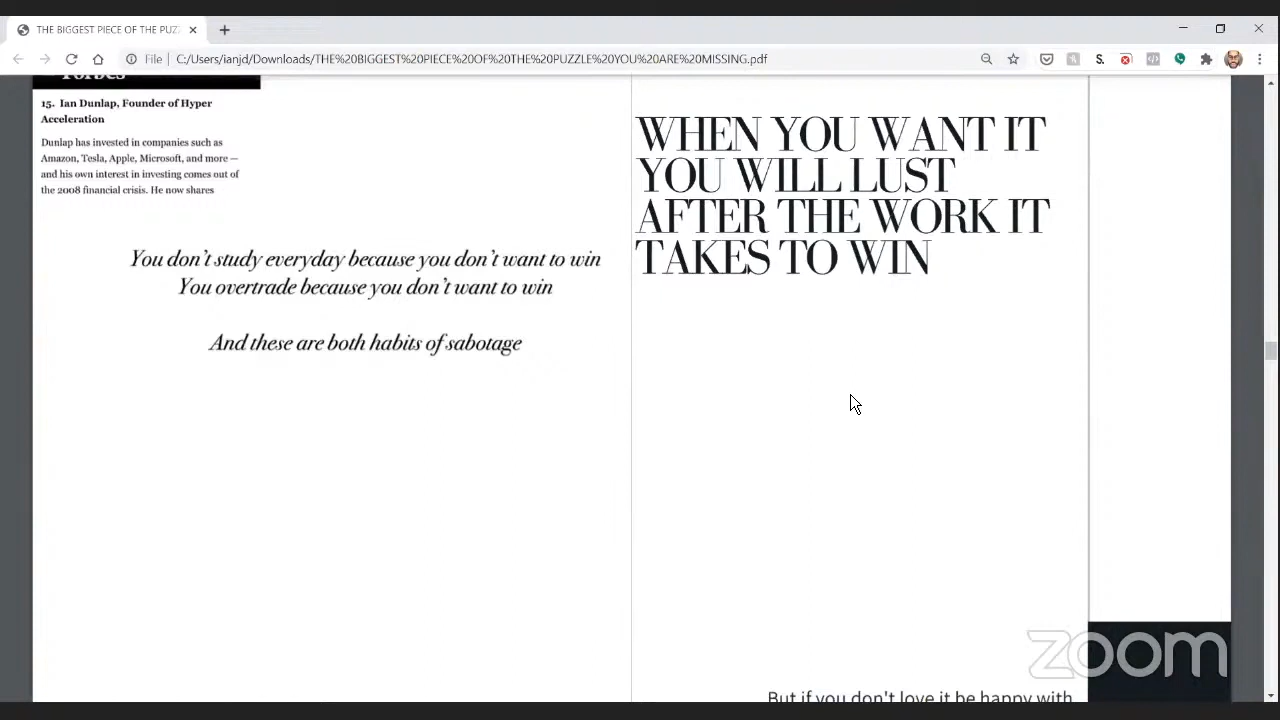 THE BIGGEST PIECE OF THE PUZ
File
C:/Users/ianjd/Downloads/THE%20BIGGEST%20PIECE%20OF%20THE%20PUZZLE%20YOU%20ARE%20MISSING.pdf
Forbes
15. Ian Dunlap, Founder of Hyper
Acceleration
Dunlap has invested in companies such as
Amazon, Tesla, Apple, Microsoft, and more —
and his own interest in investing comes out of
the 2008 financial crisis. He now shares
You don't study everyday because you don't want to win
You overtrade because you don't want to win
And these are both habits of sabotage
WHEN YOU WANT IT
YOU WILL LUST
AFTER THE WORK IT
TAKES TO WIN
But if you don't love it be happy with
zoom